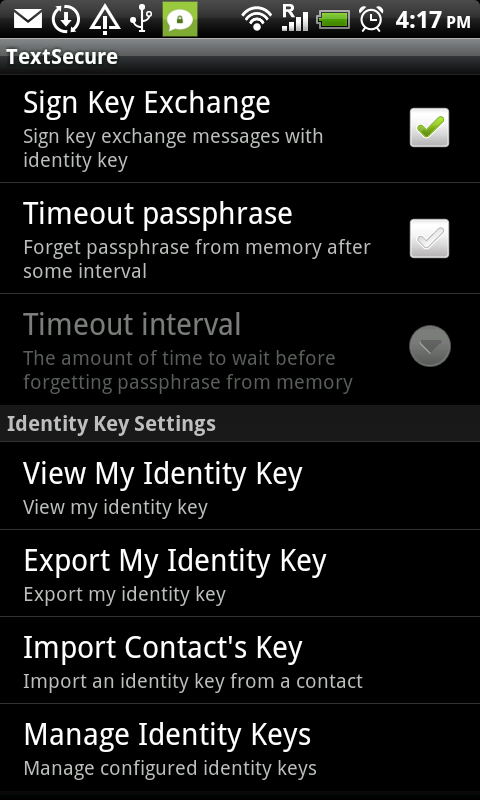 R 4:17 PM
TextSecure
Sign Key Exchange
Sign key exchange messages with
identity key
Timeout passphrase
Forget passphrase from memory after
some interval
Timeout interval
The amount of time to wait before
forgetting passphrase from memory
Identity Key Settings
View My Identity Key
View my identity key
Export My Identity Key
Export my identity key
Import Contact's Key
Import an identity key from a contact
Manage Identity Keys
Manage configured identity keys